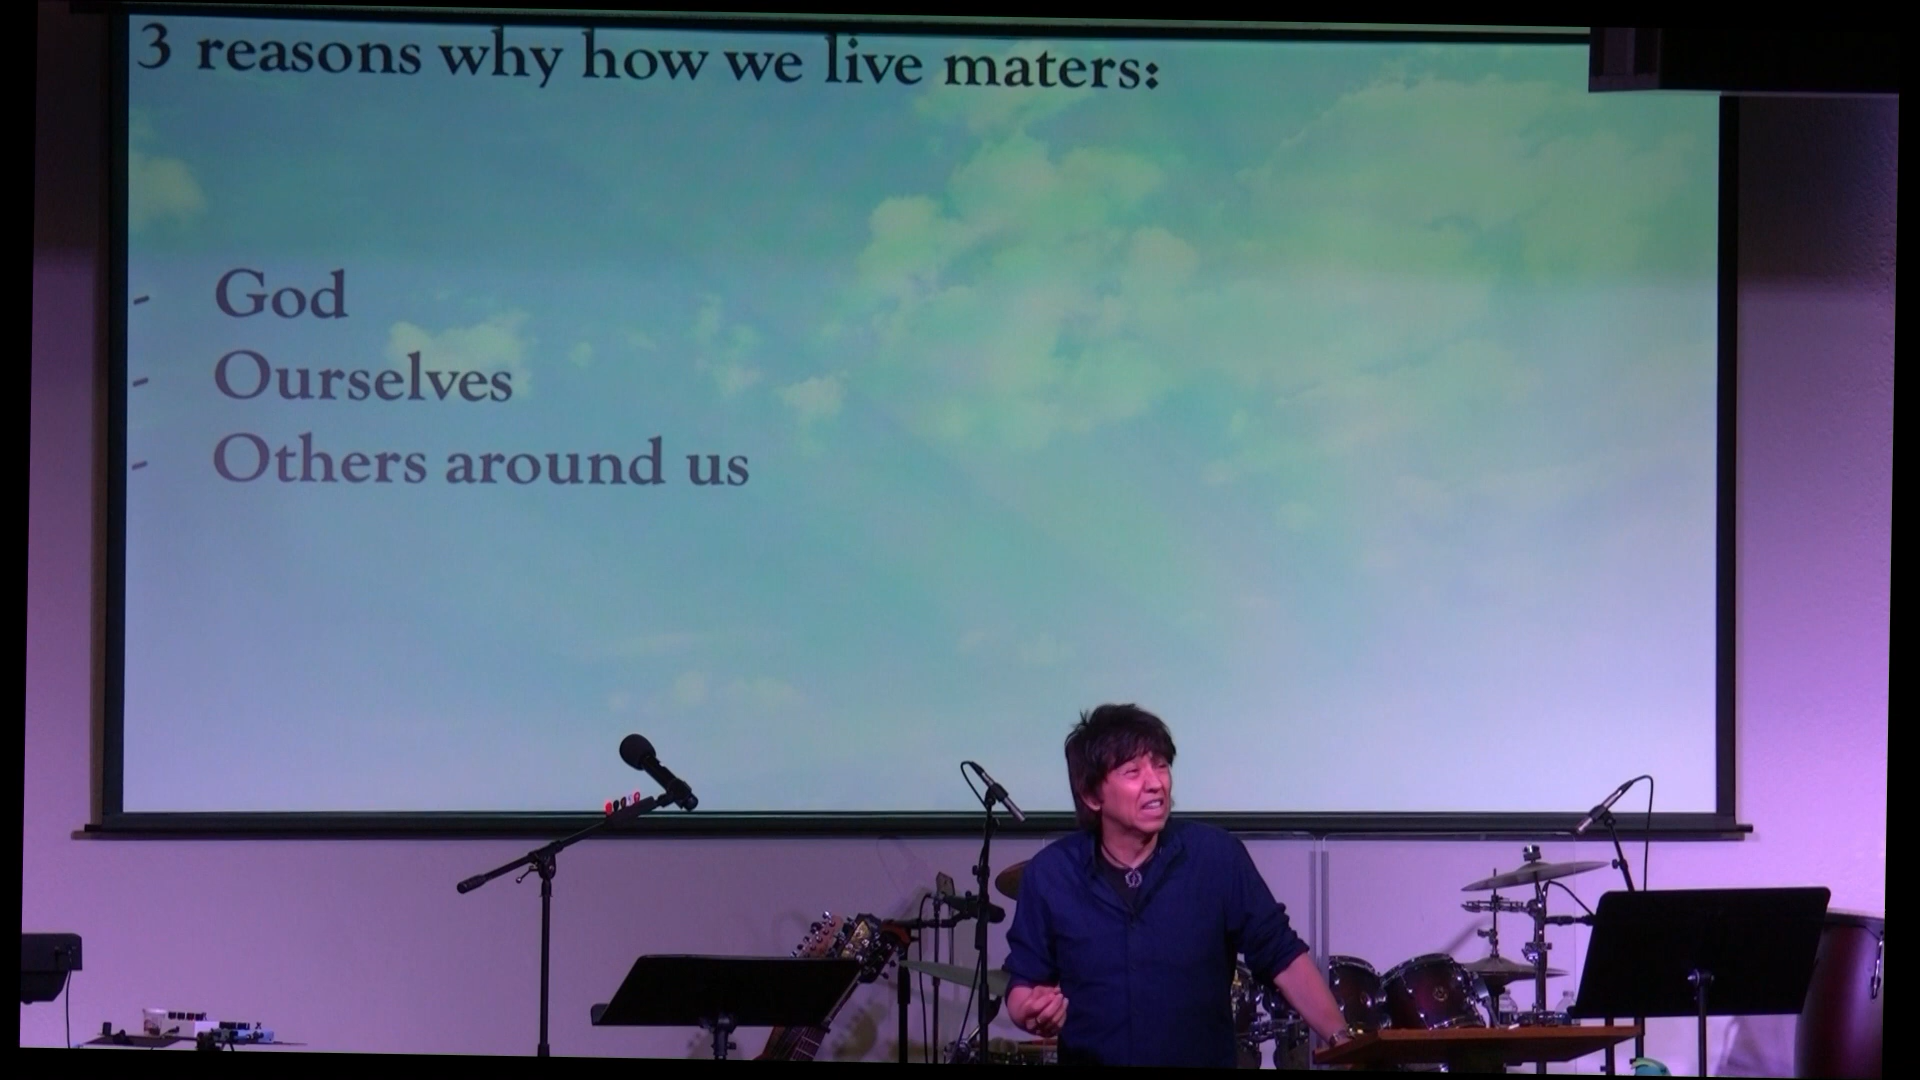 3 reasons why how we live maters:
- God
- Ourselves
- Others around us